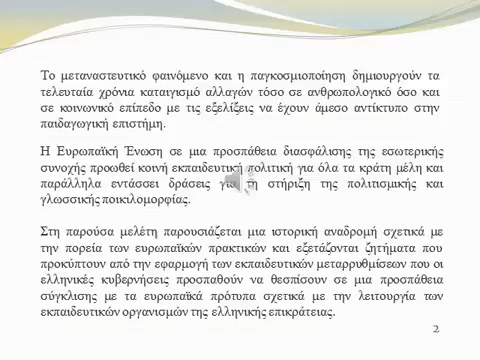 Το μεταναστευτικό φαινόμενο και η παγκοσμιοποίηση δημιουργούν τα
τελευταία χρόνια καταιγισμό αλλαγών τόσο σε ανθρωπολογικό όσο και
σε κοινωνικό επίπεδο με τις εξελίξεις να έχουν άμεσο αντίκτυπο στην
παιδαγωγική επιστήμη.
Η Ευρωπαϊκή Ένωση σε μια προσπάθεια διασφάλισης της εσωτερικής
συνοχής προωθεί κοινή εκπαιδευτική πολιτική για όλα τα κράτη μέλη και
παράλληλα εντάσσει δράσεις για τη στήριξη της πολιτισμικής και
γλωσσικής ποικιλομορφίας.
Στη παρούσα μελέτη παρουσιάζεται μια ιστορική αναδρομή σχετικά με
την πορεία των ευρωπαϊκών πρακτικών και εξετάζονται ζητήματα που
προκύπτουν από την εφαρμογή των εκπαιδευτικών μεταρρυθμίσεων που οι
ελληνικές κυβερνήσεις προσπαθούν να θεσπίσουν σε μια προσπάθεια
σύγκλισης με τα ευρωπαϊκά πρότυπα σχετικά με την λειτουργία των
εκπαιδευτικών οργανισμών της ελληνικής επικράτειας.
2